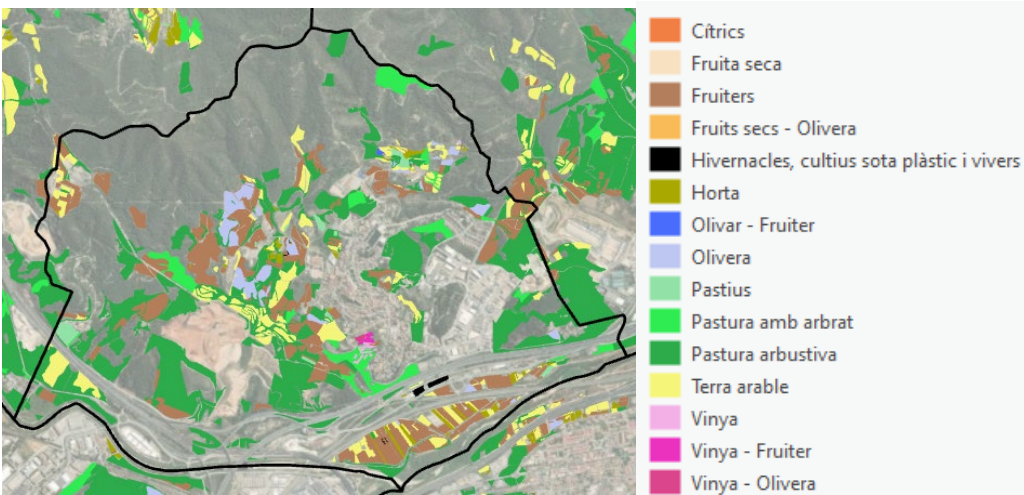 Cítrics
Fruita seca
Fruiters
Fruits secs - Olivera
Hivernacles, cultius sota plàstic i vivers
Horta
Olivar - Fruiter
Olivera
Pastius
Pastura amb arbrat
Pastura arbustiva
Terra arable
Vinya
Vinya - Fruiter
Vinya - Olivera